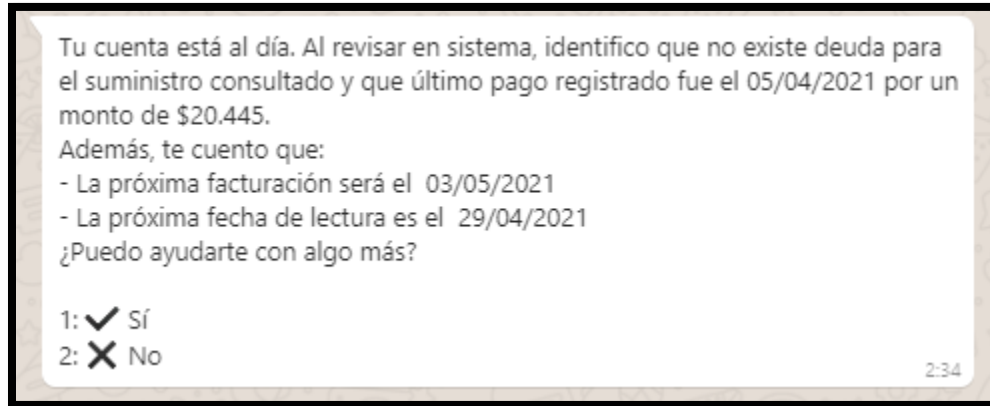 Tu cuenta está al día. Al revisar en sistema, identifico que no existe deuda para
el suministro consultado y que último pago registrado fue el 05/04/2021 por un
monto de $20.445.
Además, te cuento que:
- La próxima facturación será el  03/05/2021
- La próxima fecha de lectura es el  29/04/2021
¿Puedo ayudarte con algo más?
1: ✔ Sí
2: ✖ No
2:34